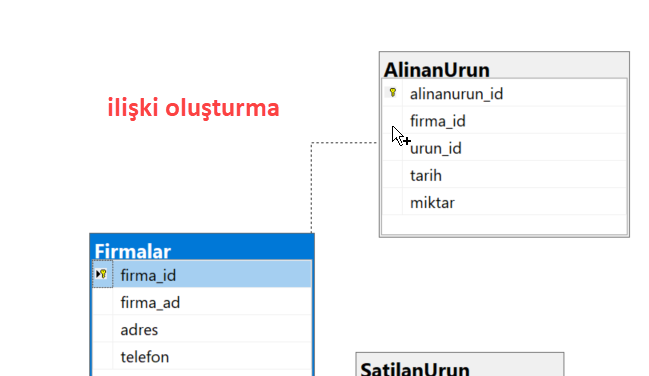 AlinanUrun
ilişki oluşturma
alinanurun_id
firma_id
urun_id
tarih
miktar
Firmalar
firma_id
firma_ad
adres
telefon
SatilanUrun